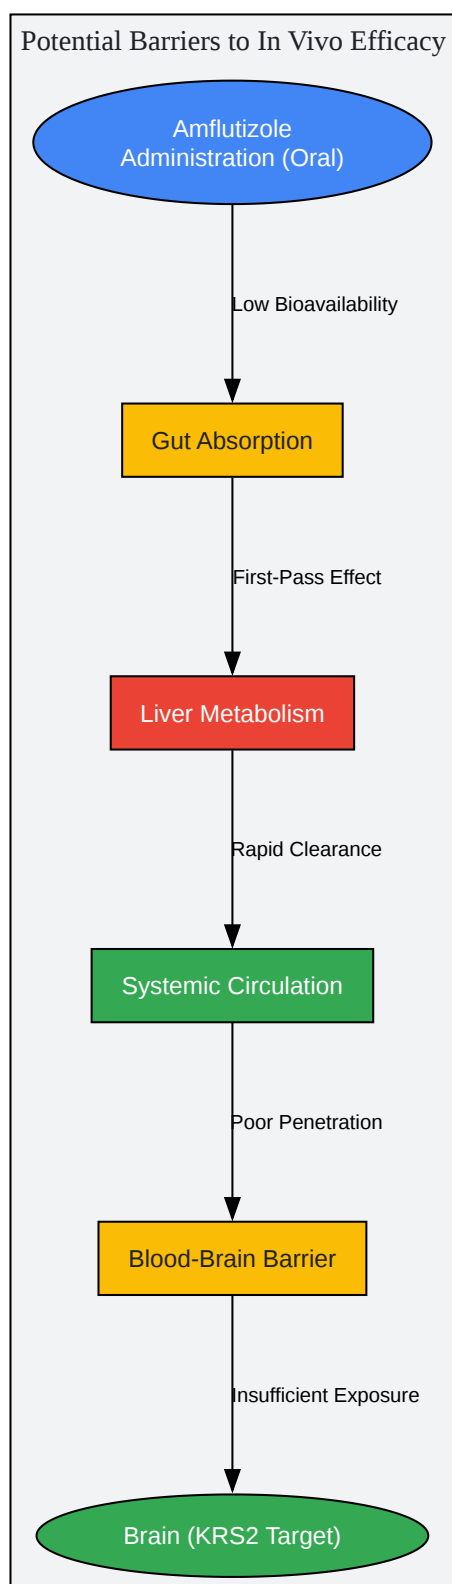 Potential Barriers to In Vivo Efficacy
Amflutizole
Administration (Oral)
Low Bioavailability
Gut Absorption
First-Pass Effect
Liver Metabolism
Rapid Clearance
Systemic Circulation
Poor Penetration
Blood-Brain Barrier
Insufficient Exposure
Brain (KRS2 Target)